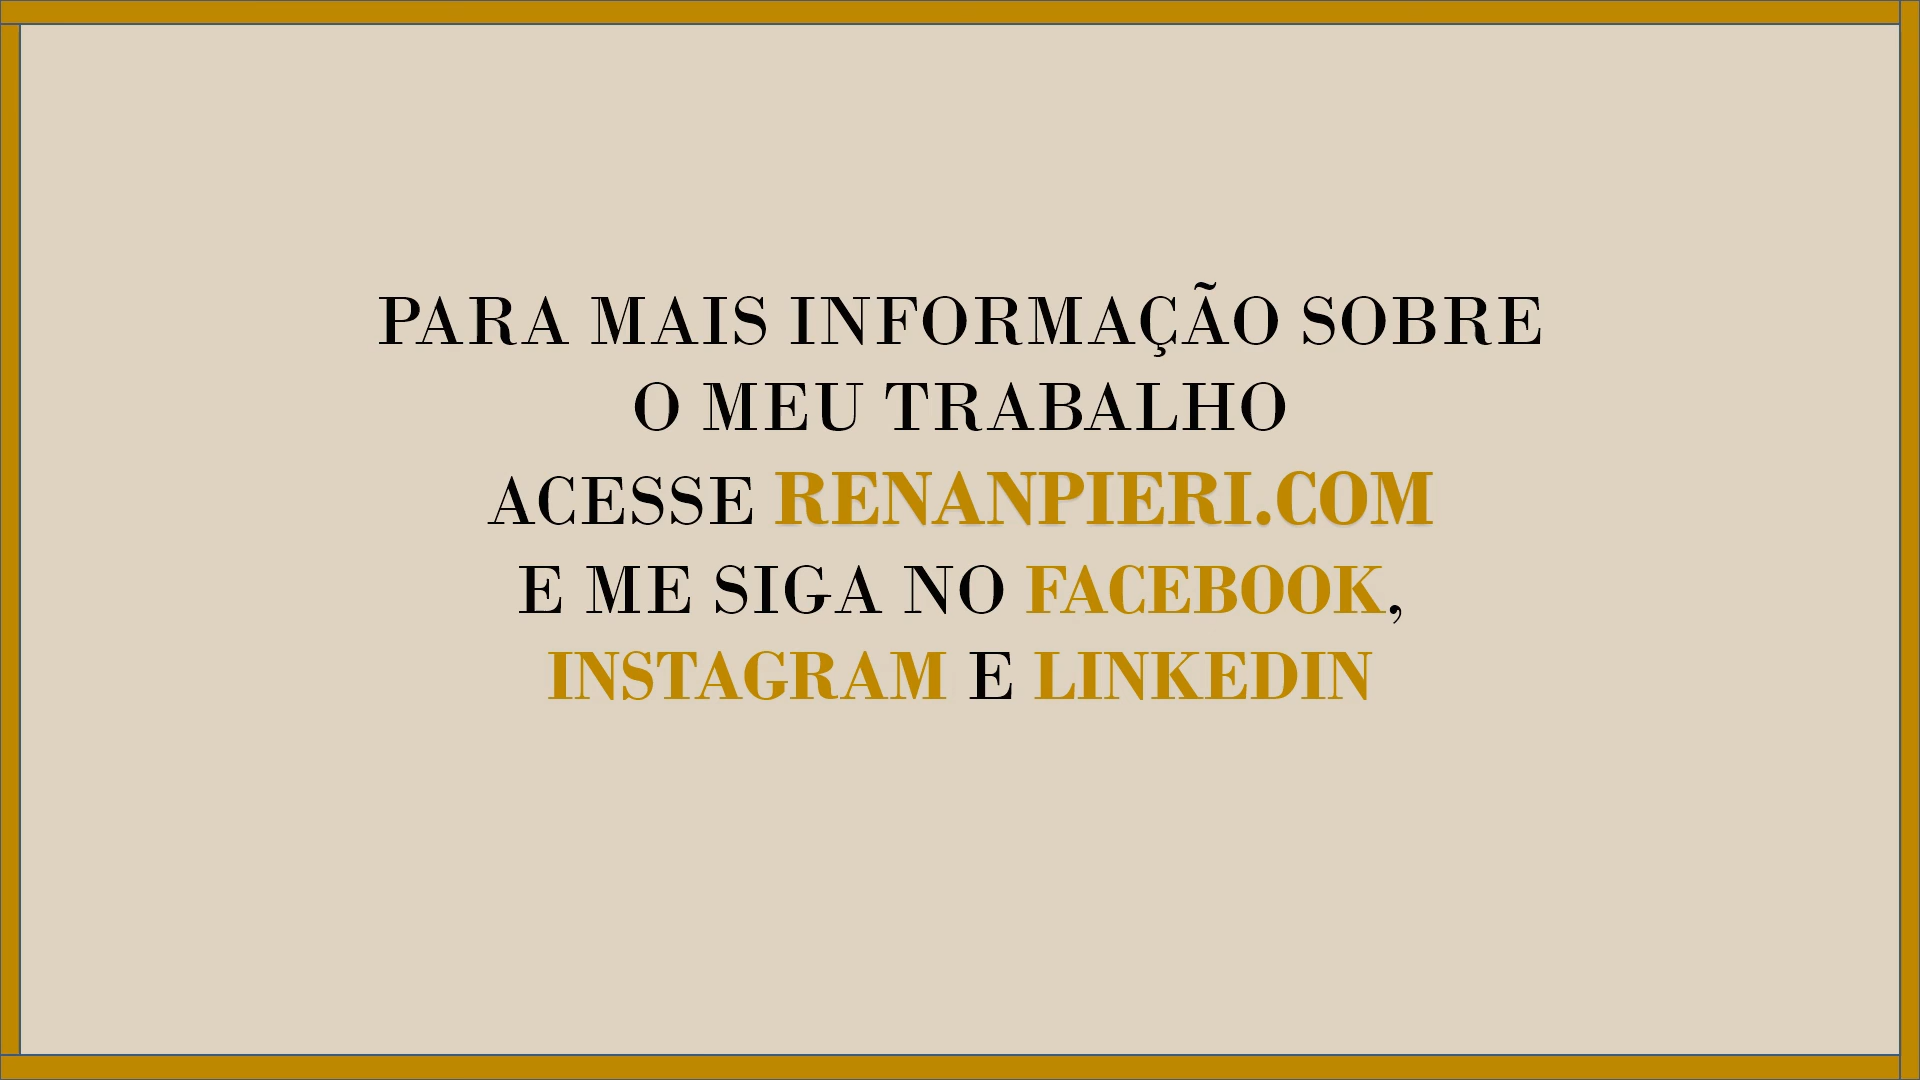 PARA MAIS INFORMAÇÃO SOBRE
O MEU TRABALHO
ACESSE RENANPIERI.COM
E ME SIGA NO FACEBOOK,
INSTAGRAM E LINKEDIN